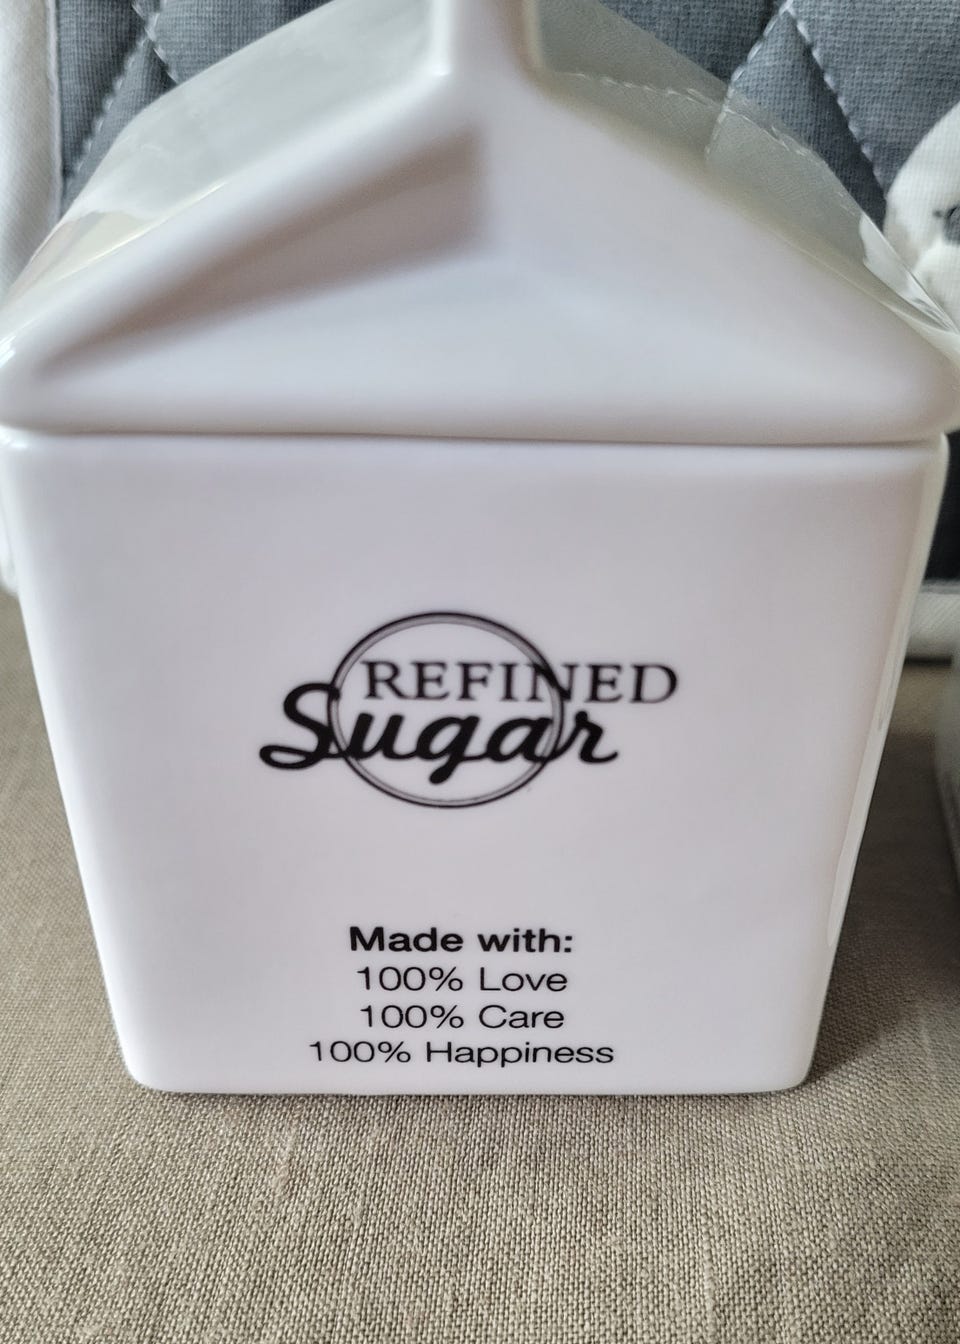 REFINED
Sugar
Made with:
100% Love
100% Care
100% Happiness